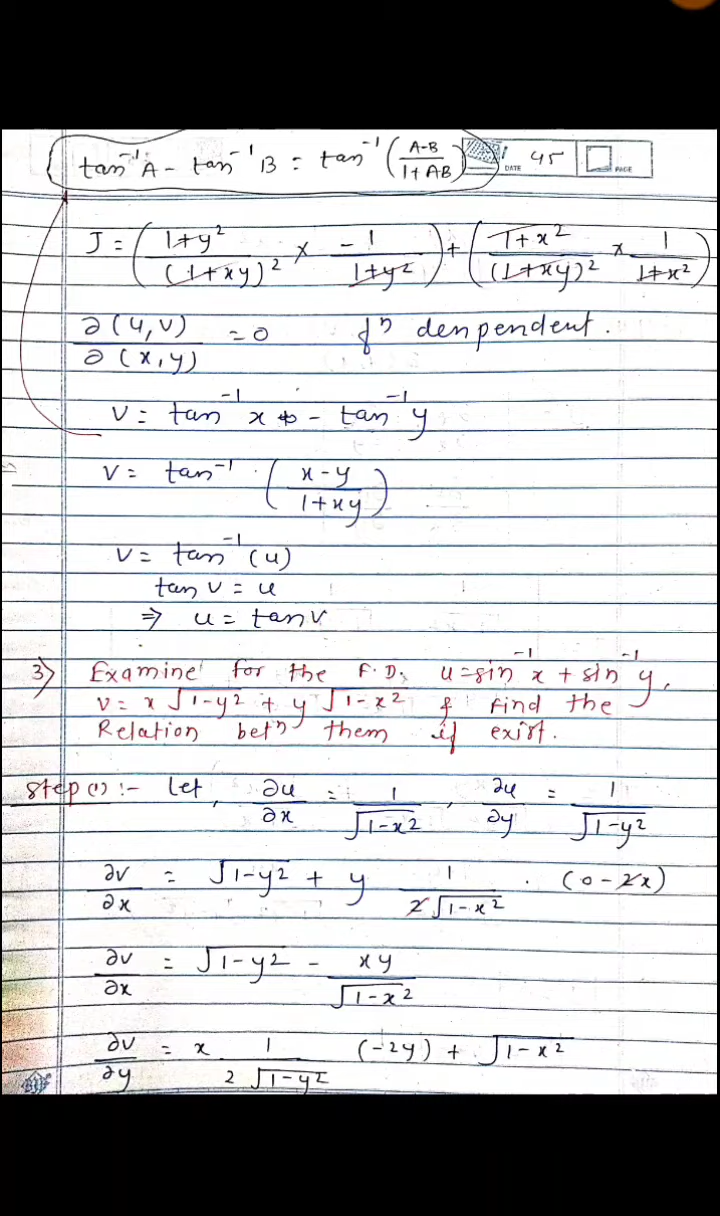 tan⁻¹A - tan⁻¹B = tan⁻¹(A-B / 1+AB) DATE 45 PAGE
J = (1+y² / (1+xy)² × -1 / 1+y²) + (1+x² / (1+xy)² × 1 / 1+x²)
∂(u,v) / ∂(x,y) = 0 fⁿ denpendent.
v = tan⁻¹ x - tan⁻¹ y
v = tan⁻¹ (x-y / 1+xy)
v = tan⁻¹(u)
tan v = u
⇒ u = tan v
3) Examine for the F.D. u=sin⁻¹x + sin⁻¹y,
v = x√1-y² + y√1-x² & Find the
Relation betⁿ them if exist.
step (1) :- Let, ∂u/∂x = 1/√1-x², ∂u/∂y = 1/√1-y²
∂v/∂x = √1-y² + y 1/2√1-x² · (0-2x)
∂v/∂x = √1-y² - xy/√1-x²
∂v/∂y = x 1/2√1-y² (-2y) + √1-x²